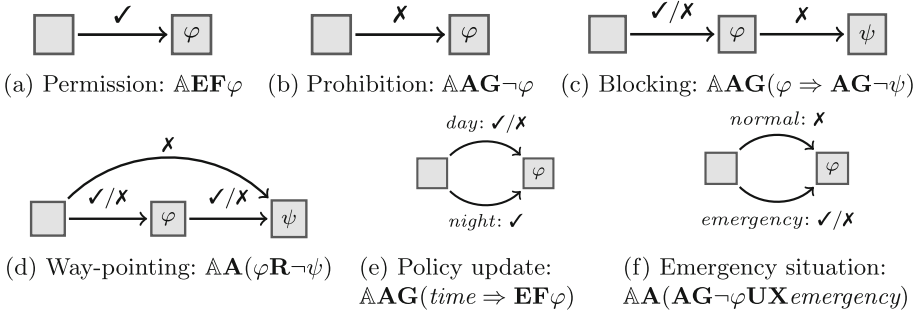 ✓ ✗ ✓/✗ ✗
φ φ φ ψ
(a) Permission: 𝔸EFφ (b) Prohibition: 𝔸AG¬φ (c) Blocking: 𝔸AG(φ ⇒ AG¬ψ)
✗ day: ✓/✗ normal: ✗
✓/✗ ✓/✗
φ ψ φ φ
night: ✓ emergency: ✓/✗
(d) Way-pointing: 𝔸A(φR¬ψ) (e) Policy update: (f) Emergency situation:
𝔸AG(time ⇒ EFφ) 𝔸A(AG¬φUXemergency)